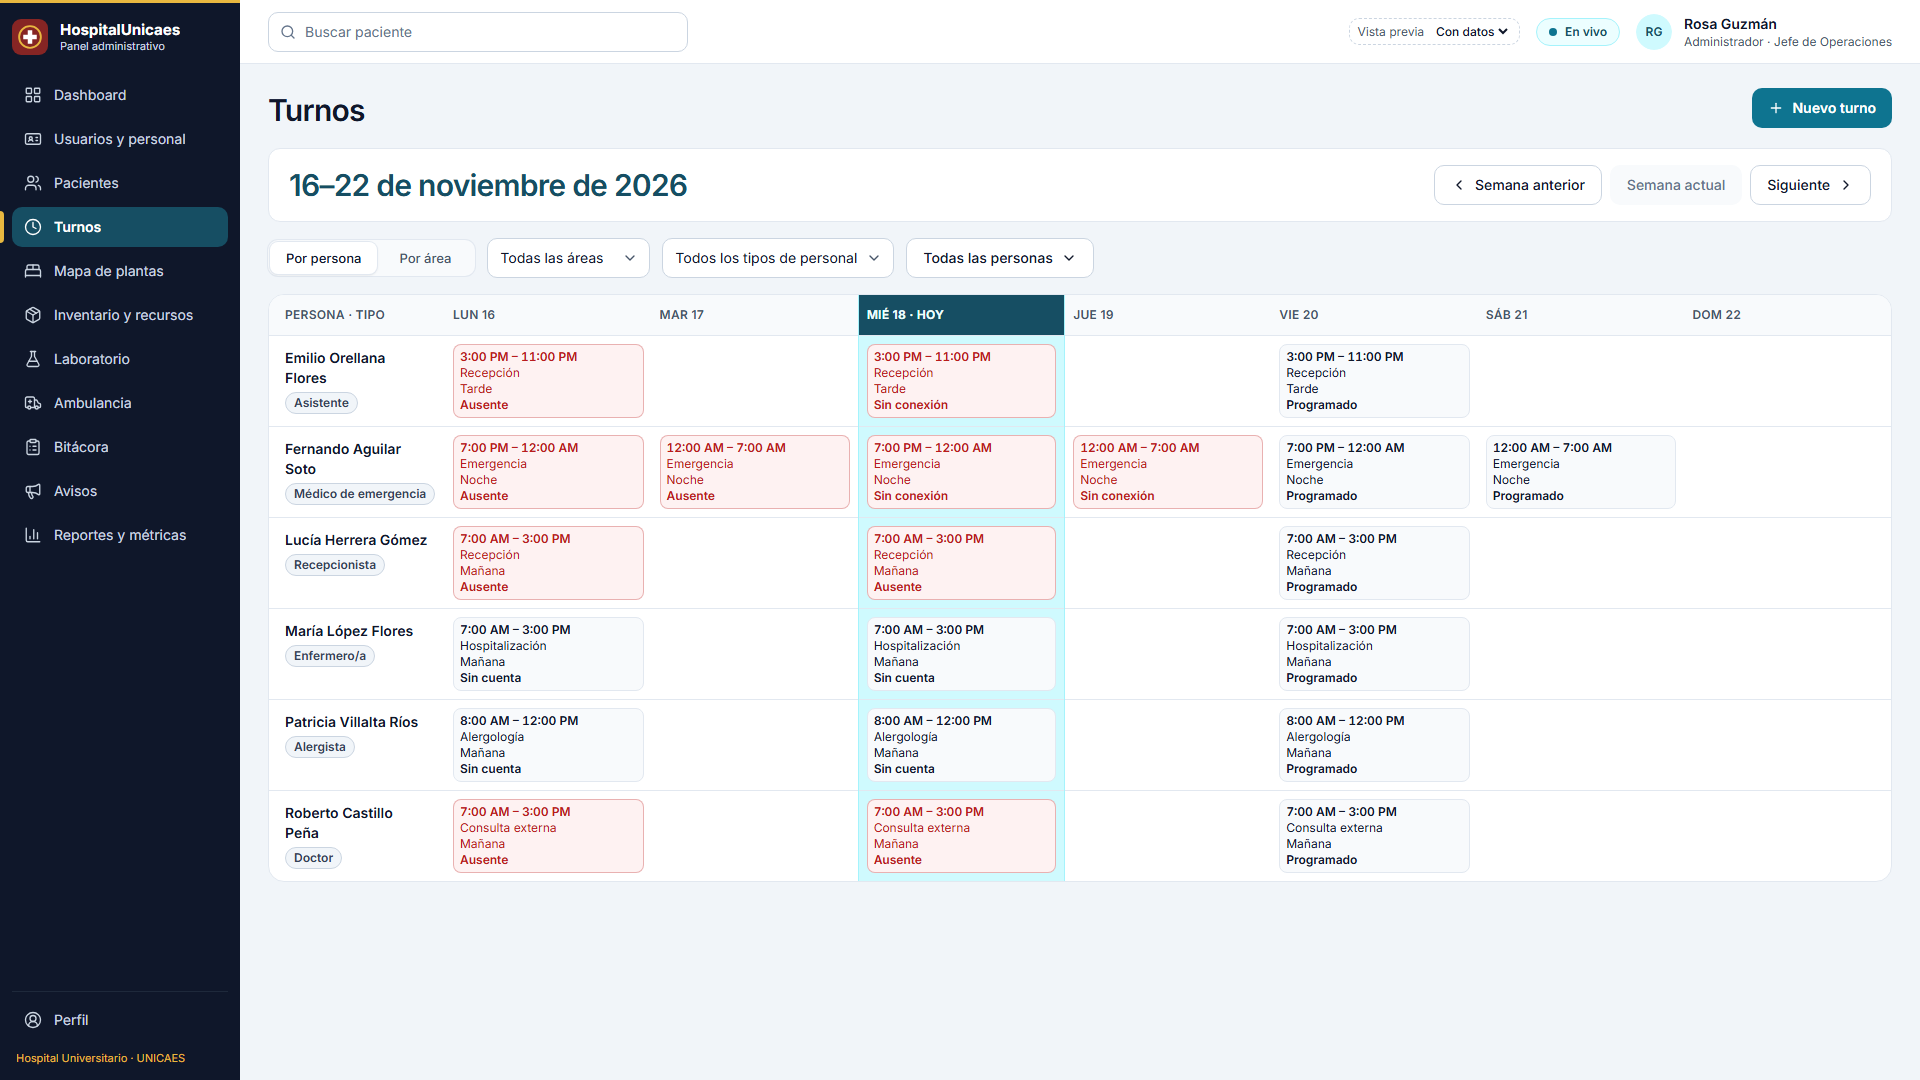 HospitalUnicaes
Panel administrativo
Dashboard
Usuarios y personal
Pacientes
Turnos
Mapa de plantas
Inventario y recursos
Laboratorio
Ambulancia
Bitácora
Avisos
Reportes y métricas
Perfil
Hospital Universitario · UNICAES
Buscar paciente
Vista previa Con datos
En vivo
RG
Rosa Guzmán
Administrador · Jefe de Operaciones
Turnos
+ Nuevo turno
16–22 de noviembre de 2026
Semana anterior
Semana actual
Siguiente
Por persona
Por área
Todas las áreas
Todos los tipos de personal
Todas las personas
PERSONA · TIPO LUN 16 MAR 17 MIÉ 18 · HOY JUE 19 VIE 20 SÁB 21 DOM 22
Emilio Orellana Flores
Asistente
3:00 PM – 11:00 PM
Recepción
Tarde
Ausente
3:00 PM – 11:00 PM
Recepción
Tarde
Sin conexión
3:00 PM – 11:00 PM
Recepción
Tarde
Programado
Fernando Aguilar Soto
Médico de emergencia
7:00 PM – 12:00 AM
Emergencia
Noche
Ausente
12:00 AM – 7:00 AM
Emergencia
Noche
Ausente
7:00 PM – 12:00 AM
Emergencia
Noche
Sin conexión
12:00 AM – 7:00 AM
Emergencia
Noche
Sin conexión
7:00 PM – 12:00 AM
Emergencia
Noche
Programado
12:00 AM – 7:00 AM
Emergencia
Noche
Programado
Lucía Herrera Gómez
Recepcionista
7:00 AM – 3:00 PM
Recepción
Mañana
Ausente
7:00 AM – 3:00 PM
Recepción
Mañana
Ausente
7:00 AM – 3:00 PM
Recepción
Mañana
Programado
María López Flores
Enfermero/a
7:00 AM – 3:00 PM
Hospitalización
Mañana
Sin cuenta
7:00 AM – 3:00 PM
Hospitalización
Mañana
Sin cuenta
7:00 AM – 3:00 PM
Hospitalización
Mañana
Programado
Patricia Villalta Ríos
Alergista
8:00 AM – 12:00 PM
Alergología
Mañana
Sin cuenta
8:00 AM – 12:00 PM
Alergología
Mañana
Sin cuenta
8:00 AM – 12:00 PM
Alergología
Mañana
Programado
Roberto Castillo Peña
Doctor
7:00 AM – 3:00 PM
Consulta externa
Mañana
Ausente
7:00 AM – 3:00 PM
Consulta externa
Mañana
Ausente
7:00 AM – 3:00 PM
Consulta externa
Mañana
Programado